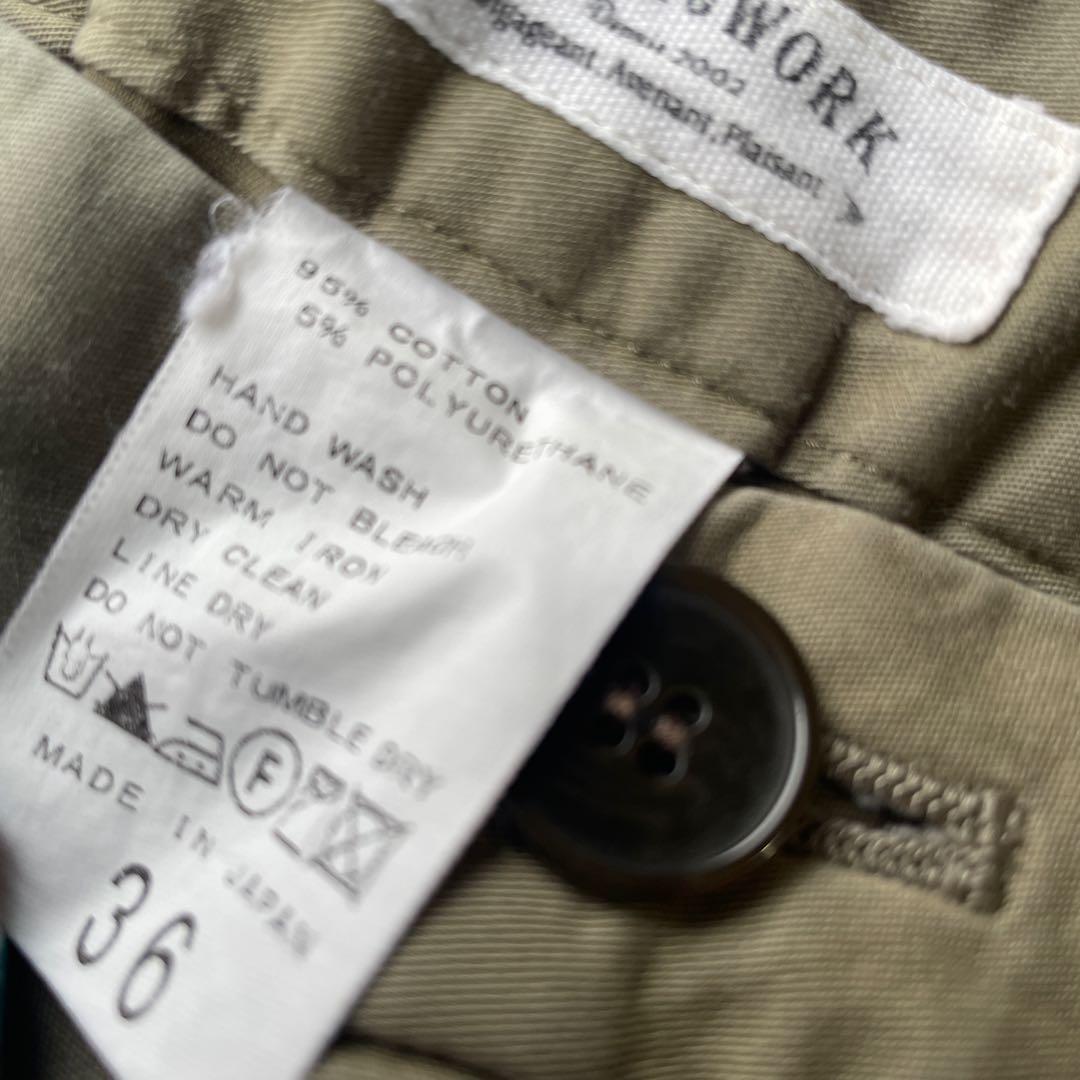 WORK
Depuis 2002
Engageant. Avenant. Plaisant
95% COTTON
5% POLYURETHANE
HAND WASH
DO NOT BLEACH
WARM IRON
DRY CLEAN
LINE DRY
DO NOT TUMBLE DRY
F
MADE IN JAPAN
36